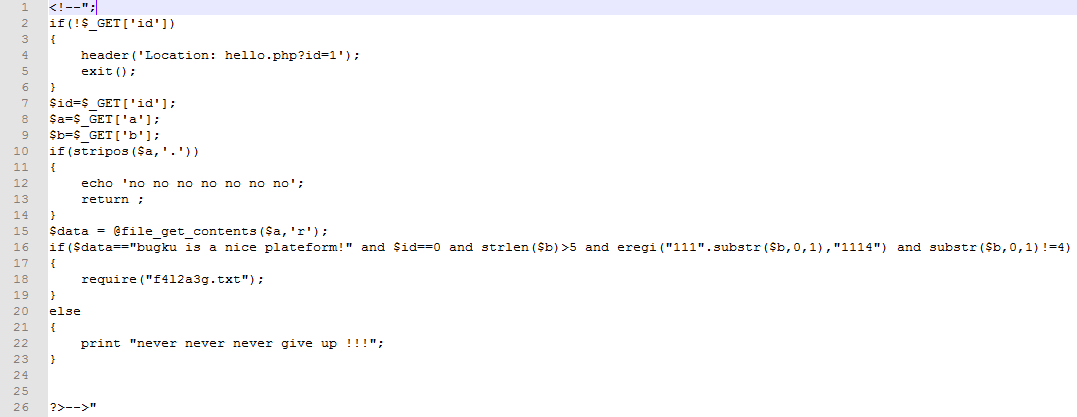 1 <!--";
2 if(!$_GET['id'])
3 {
4     header('Location: hello.php?id=1');
5     exit();
6 }
7 $id=$_GET['id'];
8 $a=$_GET['a'];
9 $b=$_GET['b'];
10 if(stripos($a,'.'))
11 {
12     echo 'no no no no no no no';
13     return ;
14 }
15 $data = @file_get_contents($a,'r');
16 if($data=="bugku is a nice plateform!" and $id==0 and strlen($b)>5 and eregi("111".substr($b,0,1),"1114") and substr($b,0,1)!=4)
17 {
18     require("f4l2a3g.txt");
19 }
20 else
21 {
22     print "never never never give up !!!";
23 }
24
25
26 ?>-->"